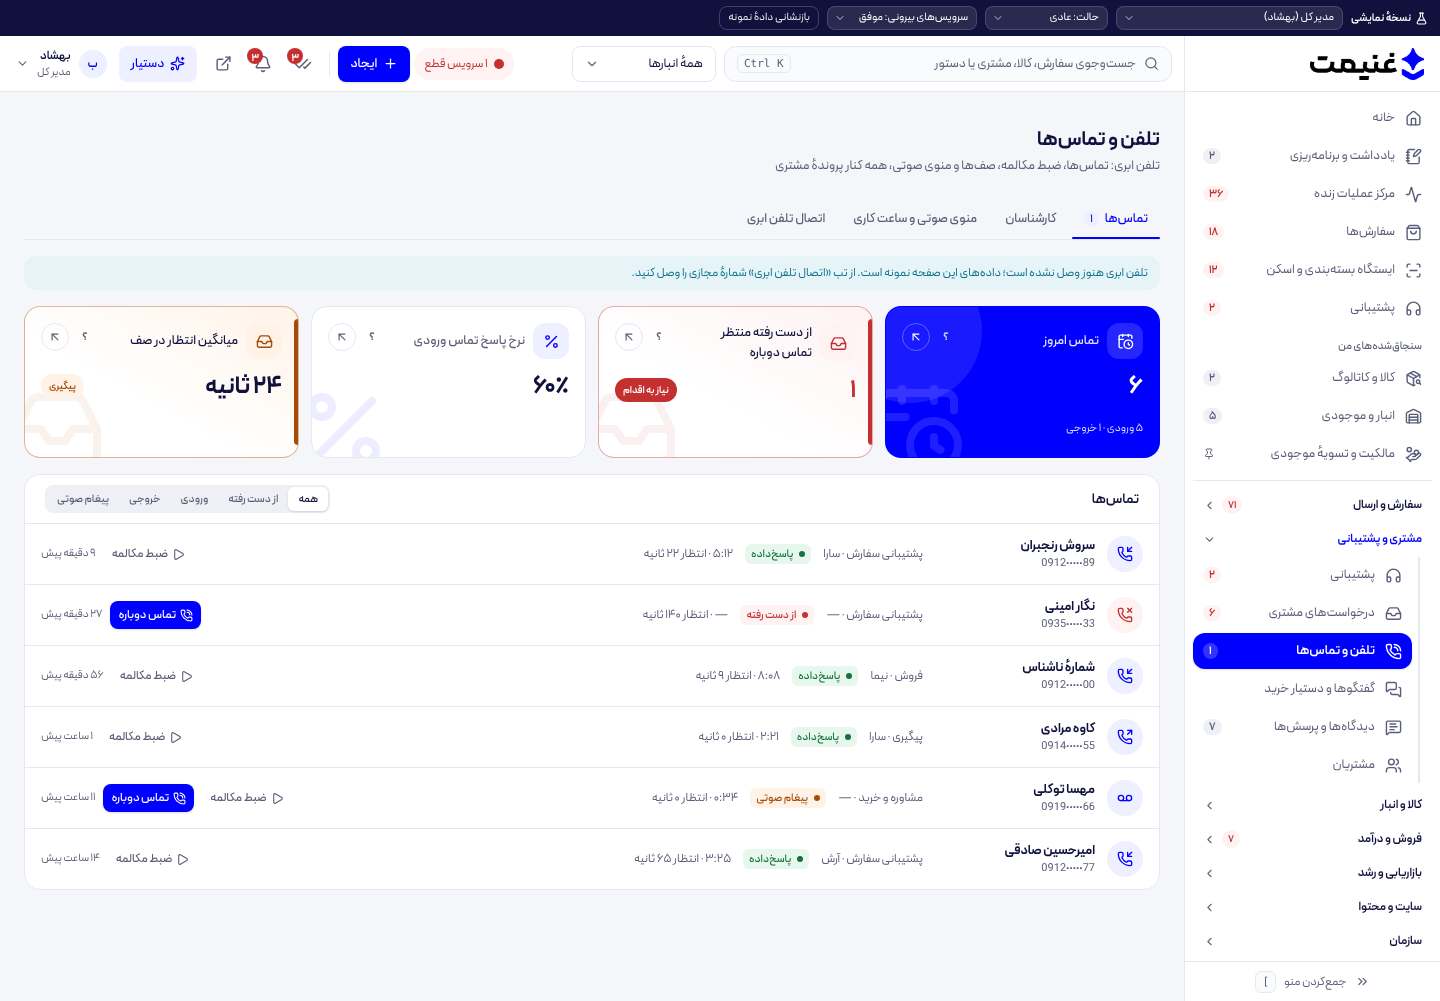 نسخهٔ نمایشی
مدیر کل (بهشاد)
حالت: عادی
سرویس‌های بیرونی: موفق
بازنشانی دادهٔ نمونه
غنیمت
جست‌وجوی سفارش، کالا، مشتری یا دستور
Ctrl K
همهٔ انبارها
۱ سرویس قطع
ایجاد
۳
۳
دستیار
ب
بهشاد
مدیر کل
خانه
یادداشت و برنامه‌ریزی ۲
مرکز عملیات زنده ۳۶
سفارش‌ها ۱۸
ایستگاه بسته‌بندی و اسکن ۱۲
پشتیبانی ۲
سنجاق‌شده‌های من
کالا و کاتالوگ ۲
انبار و موجودی ۵
مالکیت و تسویهٔ موجودی
سفارش و ارسال ۷۱
مشتری و پشتیبانی
پشتیبانی ۲
درخواست‌های مشتری ۶
تلفن و تماس‌ها ۱
گفتگوها و دستیار خرید
دیدگاه‌ها و پرسش‌ها ۷
مشتریان
کالا و انبار
فروش و درآمد ۷
بازاریابی و رشد
سایت و محتوا
سازمان
جمع‌کردن منو [
تلفن و تماس‌ها
تلفن ابری: تماس‌ها، ضبط مکالمه، صف‌ها و منوی صوتی، همه کنار پروندهٔ مشتری
تماس‌ها ۱
کارشناسان
منوی صوتی و ساعت کاری
اتصال تلفن ابری
تلفن ابری هنوز وصل نشده است؛ داده‌های این صفحه نمونه است. از تب «اتصال تلفن ابری» شمارهٔ مجازی را وصل کنید.
تماس امروز
؟
۶
۵ ورودی · ۱ خروجی
از دست رفته منتظر
تماس دوباره
؟
۱
نیاز به اقدام
نرخ پاسخ تماس ورودی
؟
۶۰٪
میانگین انتظار در صف
؟
۲۴ ثانیه
پیگیری
تماس‌ها
همه
از دست رفته
ورودی
خروجی
پیغام صوتی
سروش رنجبران
0912•••••89
پشتیبانی سفارش · سارا
پاسخ‌داده
۵:۱۲ · انتظار ۲۲ ثانیه
ضبط مکالمه
۹ دقیقه پیش
نگار امینی
0935•••••33
پشتیبانی سفارش · —
از دست رفته
— · انتظار ۱۴۰ ثانیه
تماس دوباره
۲۷ دقیقه پیش
شمارهٔ ناشناس
0912•••••00
فروش · نیما
پاسخ‌داده
۸:۰۸ · انتظار ۹ ثانیه
ضبط مکالمه
۵۶ دقیقه پیش
کاوه مرادی
0914•••••55
پیگیری · سارا
پاسخ‌داده
۲:۲۱ · انتظار ۰ ثانیه
ضبط مکالمه
۱ ساعت پیش
مهسا توکلی
0919•••••66
مشاوره و خرید · —
پیغام صوتی
۰:۳۴ · انتظار ۰ ثانیه
ضبط مکالمه
تماس دوباره
۱۱ ساعت پیش
امیرحسین صادقی
0912•••••77
پشتیبانی سفارش · آرش
پاسخ‌داده
۳:۲۵ · انتظار ۶۵ ثانیه
ضبط مکالمه
۱۴ ساعت پیش